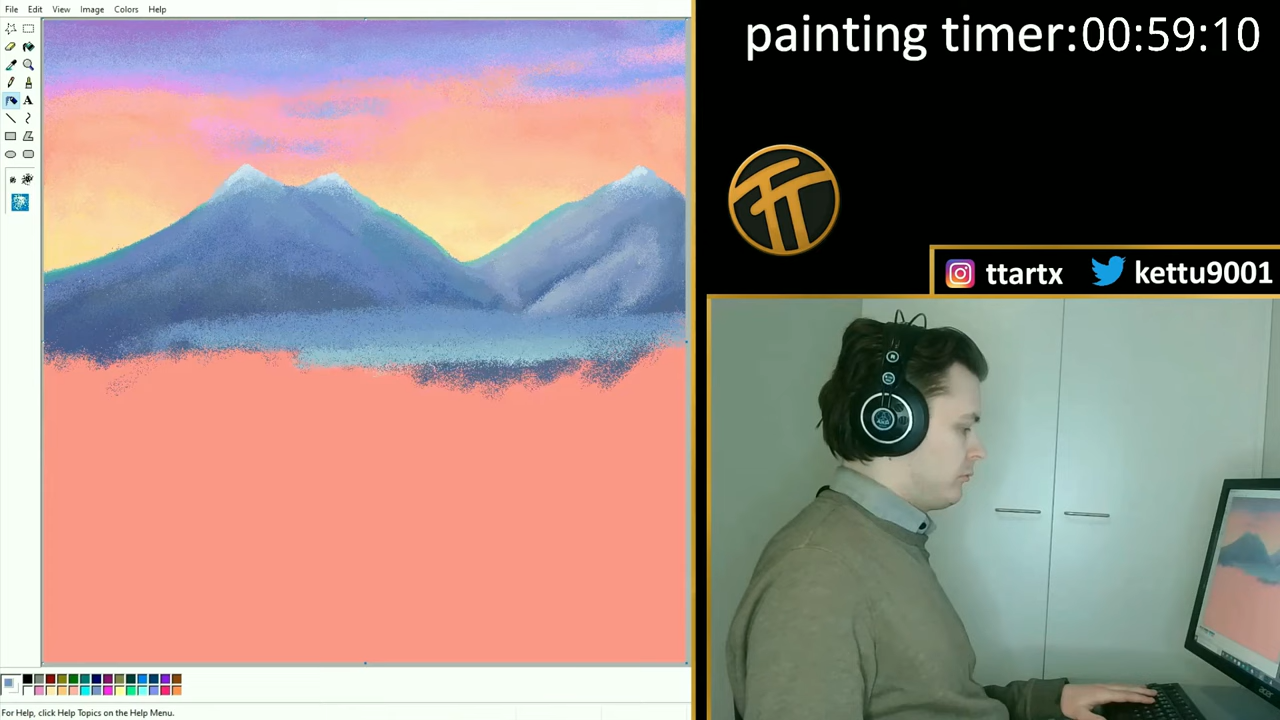 File Edit View Image Colors Help
painting timer:00:59:10
A
ttartx kettu9001
For Help, click Help Topics on the Help Menu.